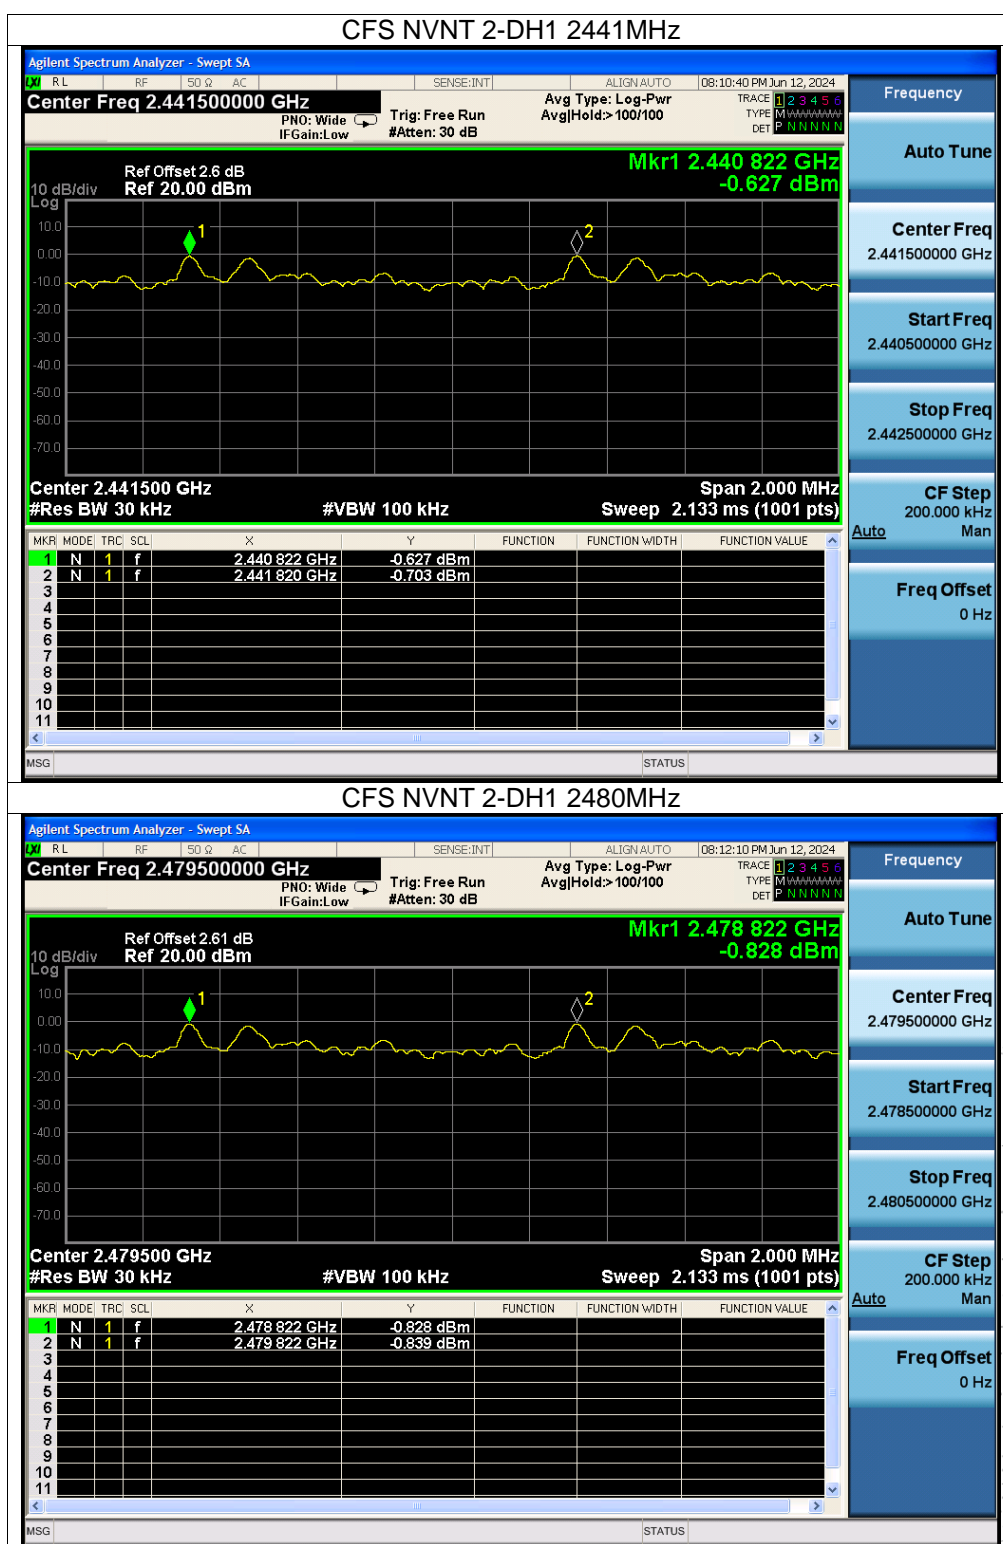 CFS NVNT 2-DH1 2441MHz
Agilent Spectrum Analyzer - Swept SA
LXI RL RF 50 Ω AC SENSE:INT ALIGNAUTO 08:10:40 PM Jun 12, 2024
Center Freq 2.441500000 GHz
PNO: Wide
IFGain:Low
Trig: Free Run
#Atten: 30 dB
Avg Type: Log-Pwr
Avg|Hold:>100/100
TRACE 1 2 3 4 5 6
TYPE MWWWWW
DET P N N N N N
Frequency
Auto Tune
Center Freq
2.441500000 GHz
Start Freq
2.440500000 GHz
Stop Freq
2.442500000 GHz
CF Step
200.000 kHz
Auto Man
Freq Offset
0 Hz
Mkr1 2.440 822 GHz
-0.627 dBm
Ref Offset 2.6 dB
10 dB/div Ref 20.00 dBm
Log
10.0
0.00
-10.0
-20.0
-30.0
-40.0
-50.0
-60.0
-70.0
1
2
Center 2.441500 GHz Span 2.000 MHz
#Res BW 30 kHz #VBW 100 kHz Sweep 2.133 ms (1001 pts)
MKR MODE TRC SCL X Y FUNCTION FUNCTION WIDTH FUNCTION VALUE
1 N 1 f 2.440 822 GHz -0.627 dBm
2 N 1 f 2.441 820 GHz -0.703 dBm
3
4
5
6
7
8
9
10
11
MSG STATUS
CFS NVNT 2-DH1 2480MHz
Agilent Spectrum Analyzer - Swept SA
LXI RL RF 50 Ω AC SENSE:INT ALIGNAUTO 08:12:10 PM Jun 12, 2024
Center Freq 2.479500000 GHz
PNO: Wide
IFGain:Low
Trig: Free Run
#Atten: 30 dB
Avg Type: Log-Pwr
Avg|Hold:>100/100
TRACE 1 2 3 4 5 6
TYPE MWWWWW
DET P N N N N N
Frequency
Auto Tune
Center Freq
2.479500000 GHz
Start Freq
2.478500000 GHz
Stop Freq
2.480500000 GHz
CF Step
200.000 kHz
Auto Man
Freq Offset
0 Hz
Mkr1 2.478 822 GHz
-0.828 dBm
Ref Offset 2.61 dB
10 dB/div Ref 20.00 dBm
Log
10.0
0.00
-10.0
-20.0
-30.0
-40.0
-50.0
-60.0
-70.0
1
2
Center 2.479500 GHz Span 2.000 MHz
#Res BW 30 kHz #VBW 100 kHz Sweep 2.133 ms (1001 pts)
MKR MODE TRC SCL X Y FUNCTION FUNCTION WIDTH FUNCTION VALUE
1 N 1 f 2.478 822 GHz -0.828 dBm
2 N 1 f 2.479 822 GHz -0.839 dBm
3
4
5
6
7
8
9
10
11
MSG STATUS